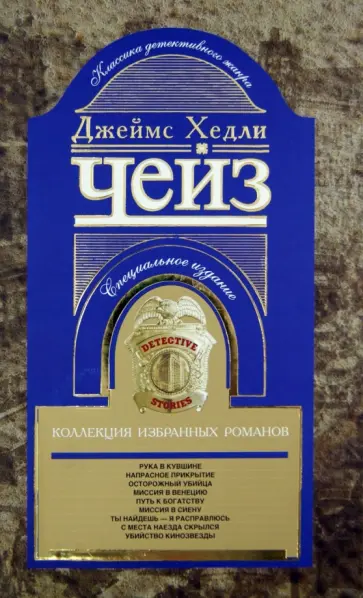 Классика детективного жанра
Джеймс Хедли
Чейз
Специальное издание
DETECTIVE
STORIES
КОЛЛЕКЦИЯ ИЗБРАННЫХ РОМАНОВ
РУКА В КУВШИНЕ
НАПРАСНОЕ ПРИКРЫТИЕ
ОСТОРОЖНЫЙ УБИЙЦА
МИССИЯ В ВЕНЕЦИЮ
ПУТЬ К БОГАТСТВУ
МИССИЯ В СИЕНУ
ТЫ НАЙДЕШЬ — Я РАСПРАВЛЮСЬ
С МЕСТА НАЕЗДА СКРЫЛСЯ
УБИЙСТВО КИНОЗВЕЗДЫ